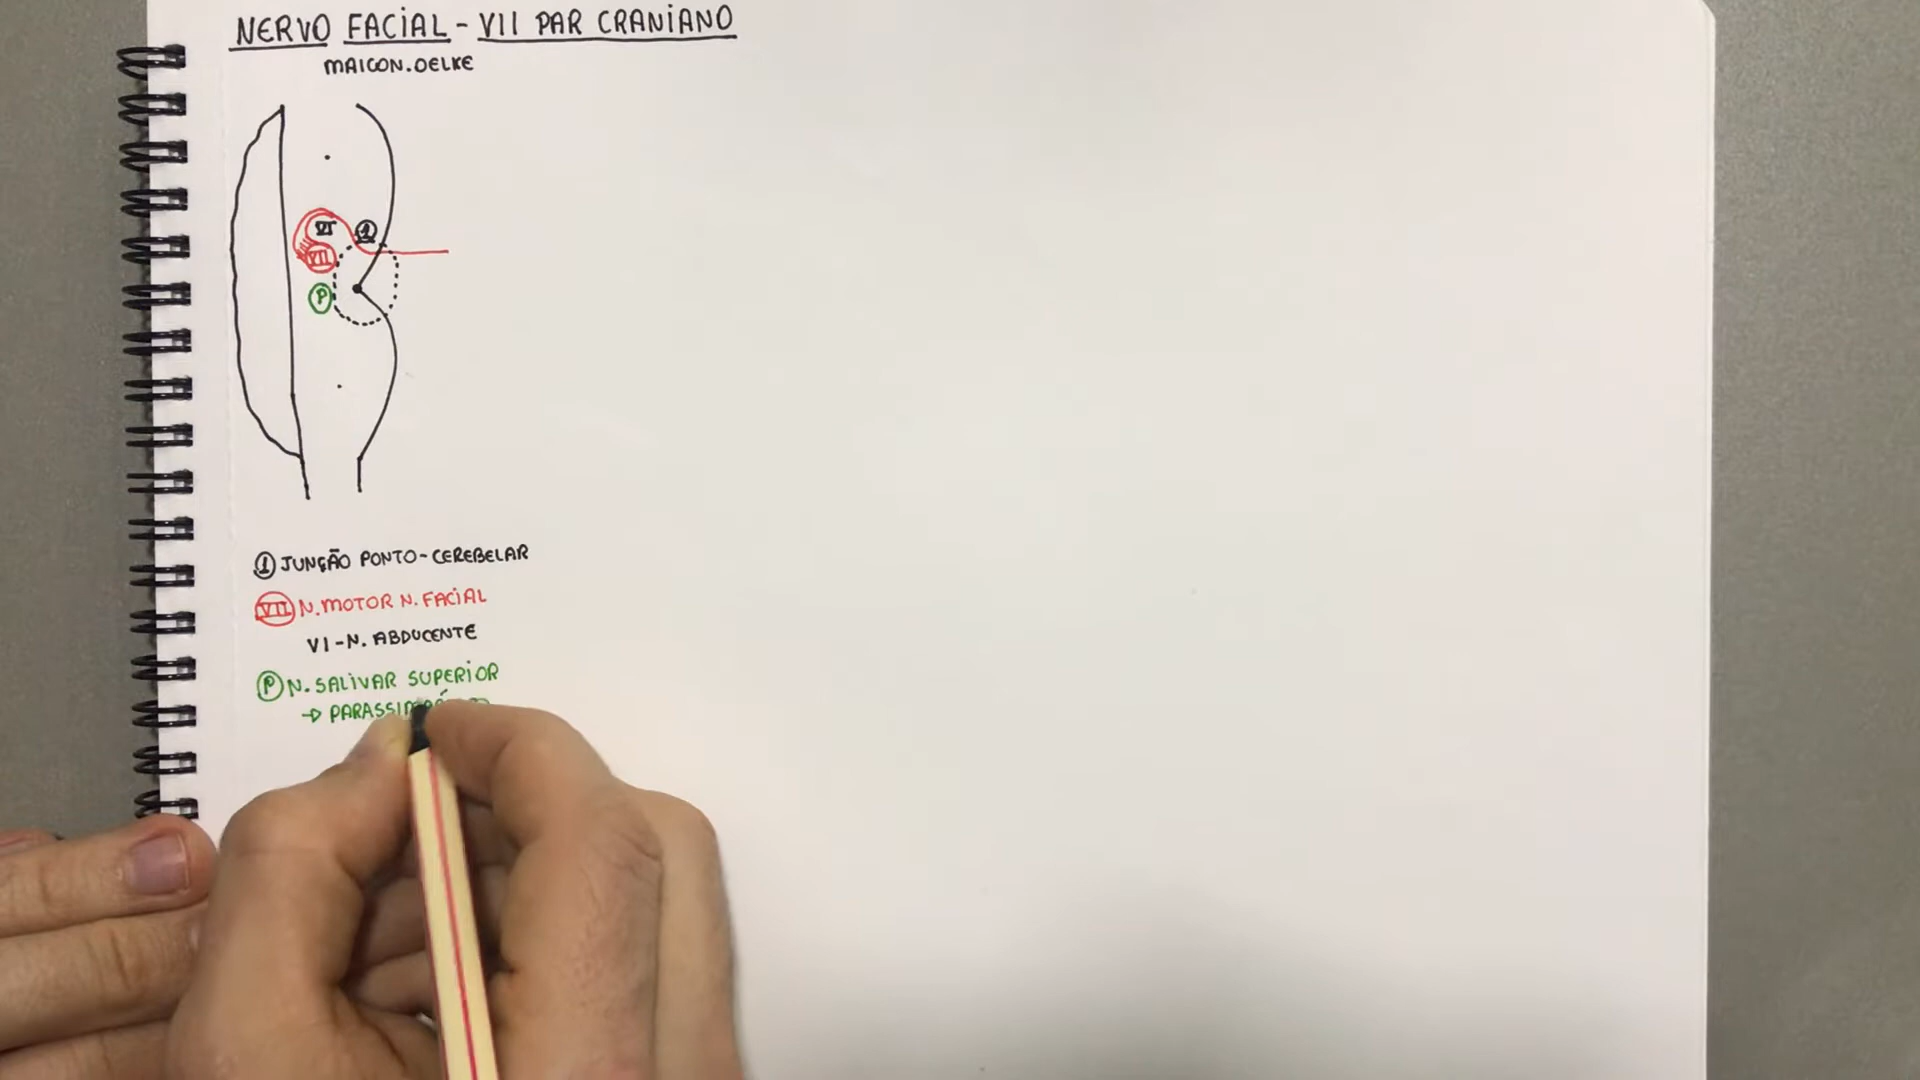 NERVO FACIAL - VII PAR CRANIANO
MAICON.OELKE
VI
1
VII
P
1 JUNÇÃO PONTO-CEREBELAR
VII N.MOTOR N. FACIAL
VI-N. ABDUCENTE
P N. SALIVAR SUPERIOR